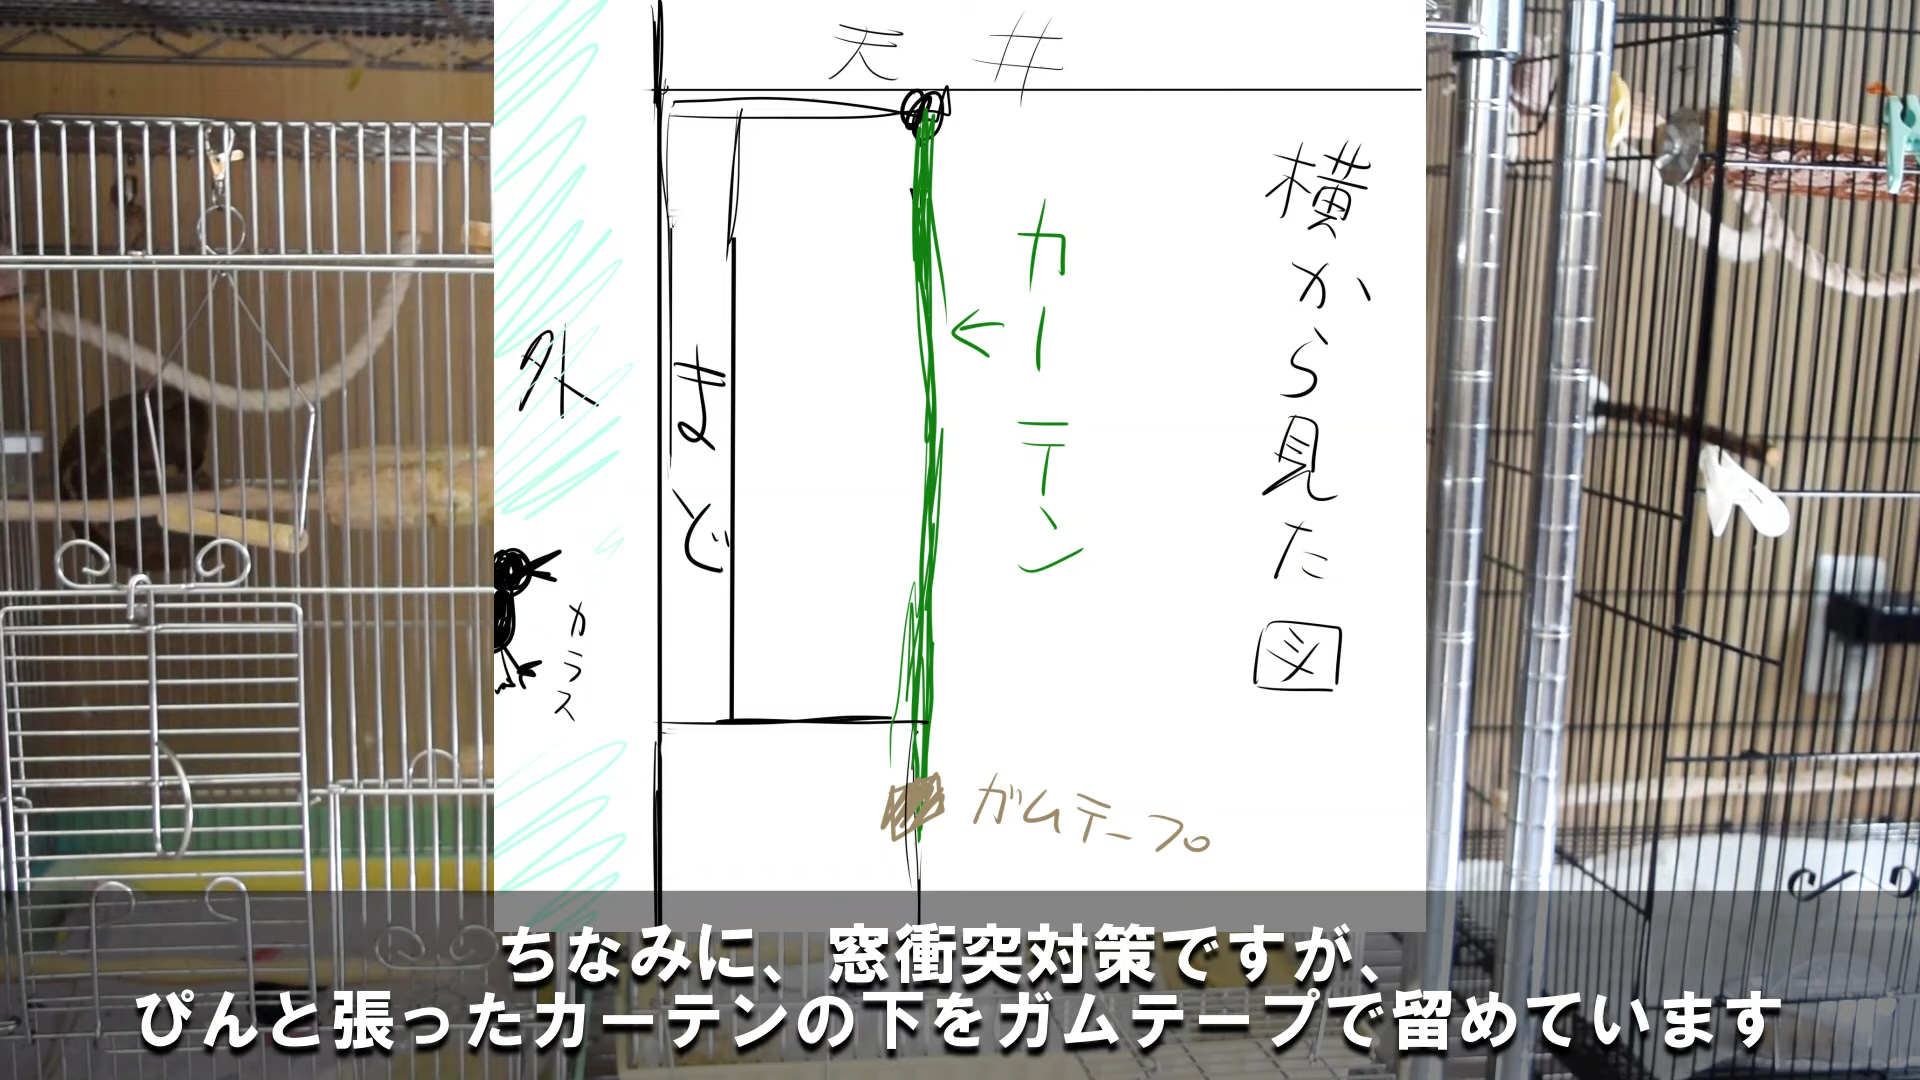 天井
横から見た図
カーテン
←
外
まど
カラス
ガムテープ
ちなみに、窓衝突対策ですが、
ぴんと張ったカーテンの下をガムテープで留めています